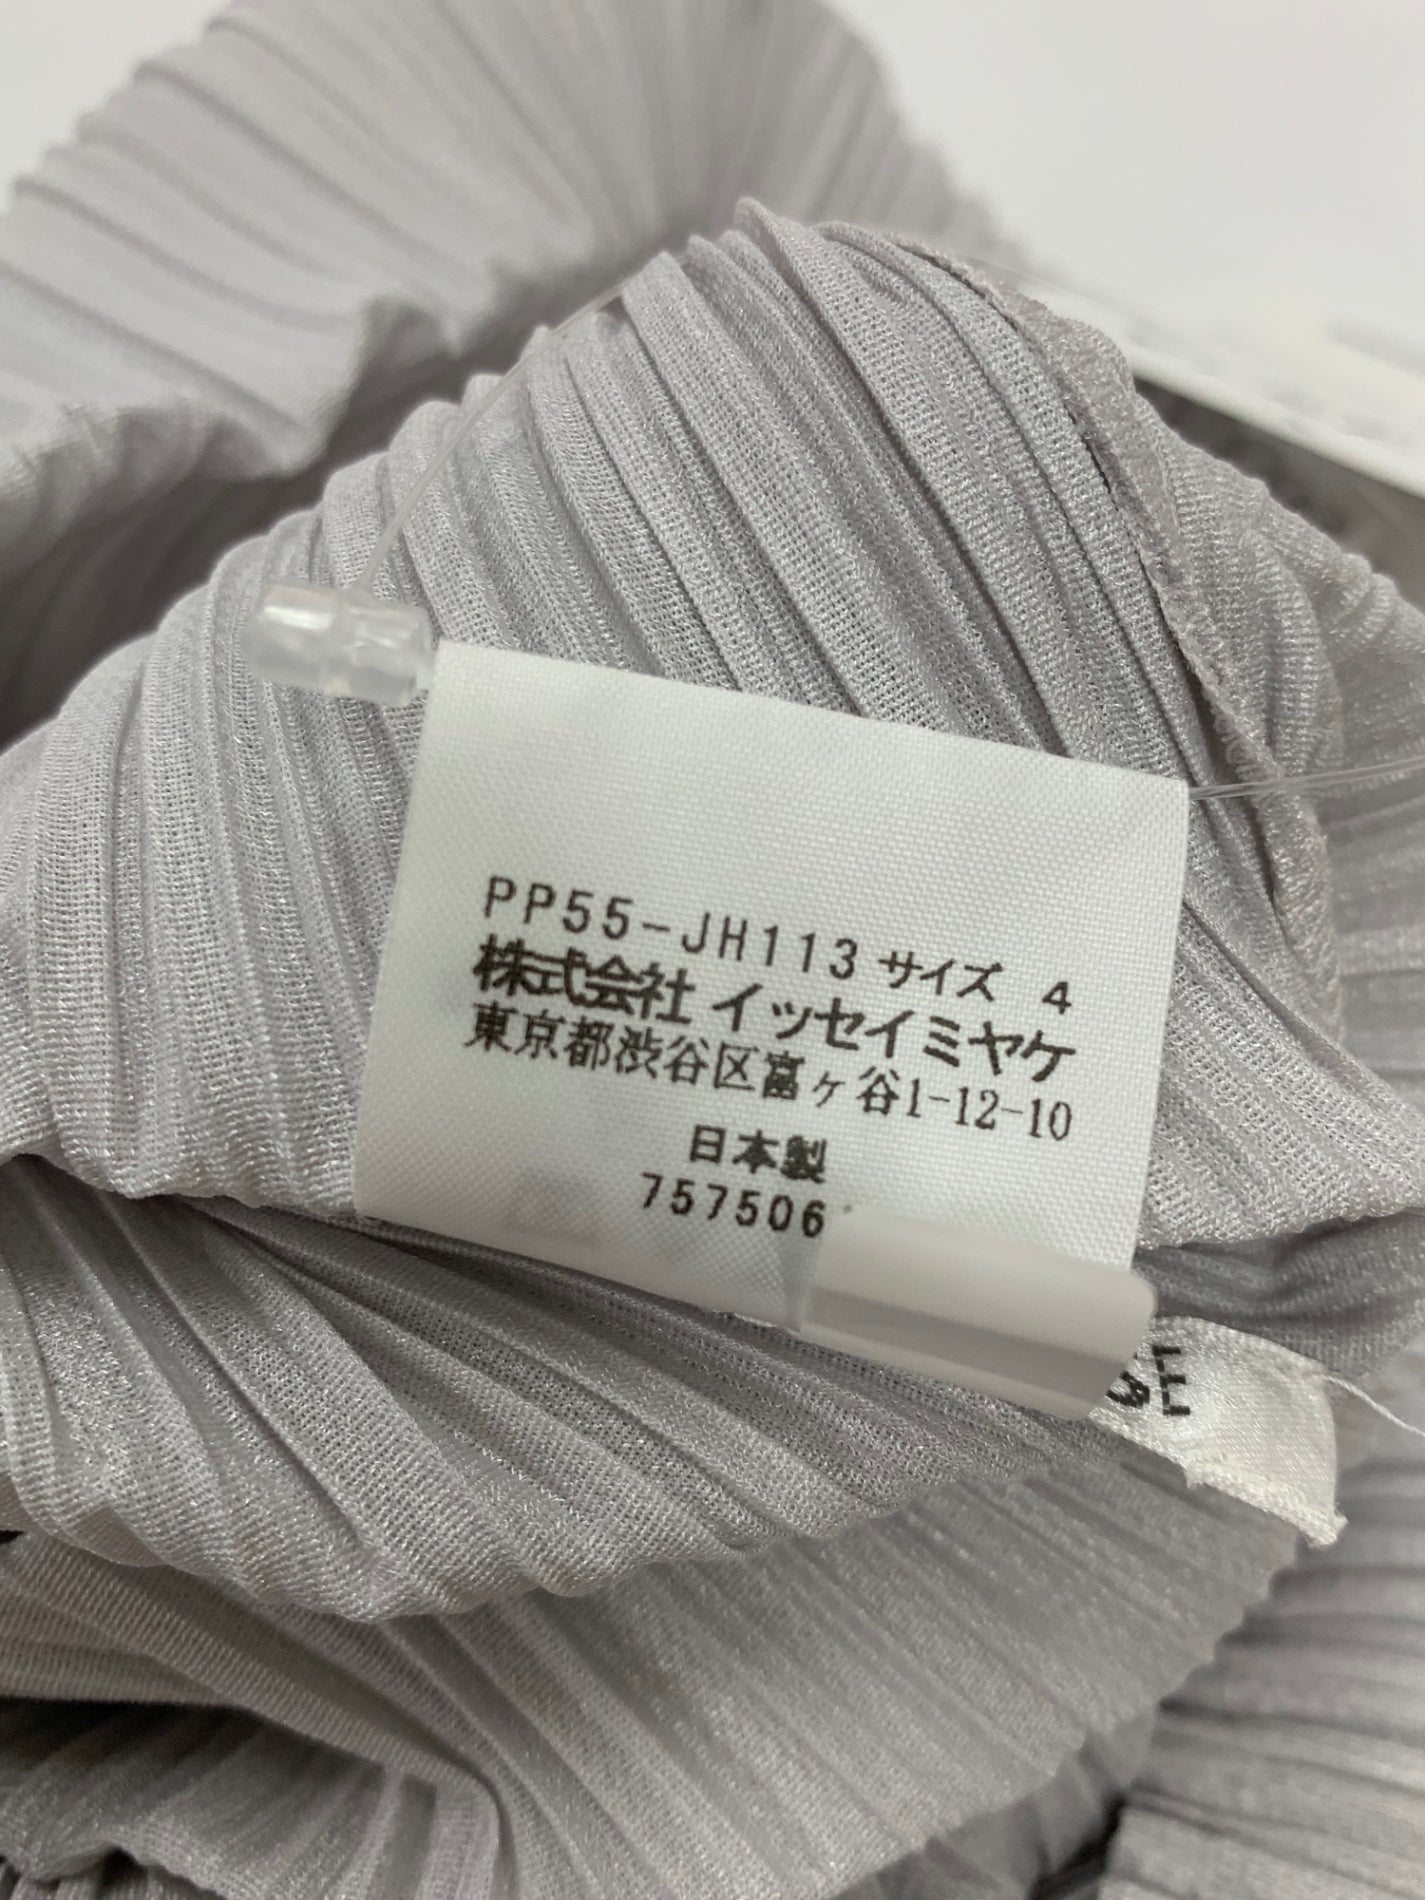 PP55-JH113 サイズ 4
株式会社 イッセイミヤケ
東京都渋谷区富ヶ谷1-12-10
日本製
757506